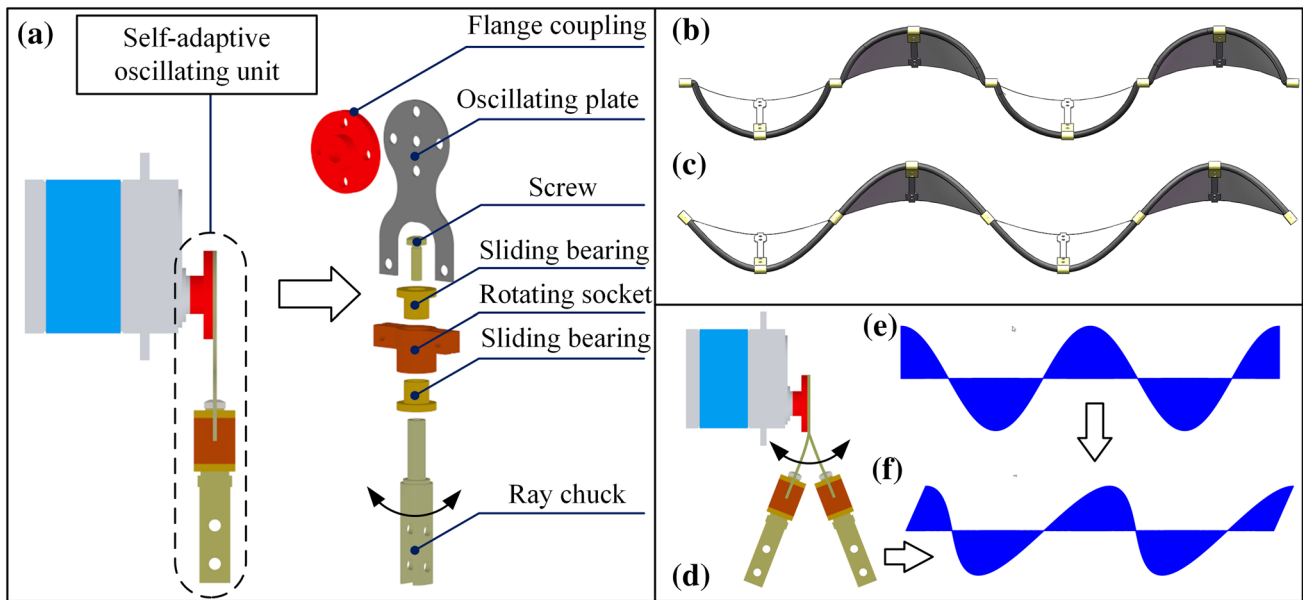 (a)
Self-adaptive
oscillating unit
Flange coupling
Oscillating plate
Screw
Sliding bearing
Rotating socket
Sliding bearing
Ray chuck
(b)
(c)
(d)
(e)
(f)